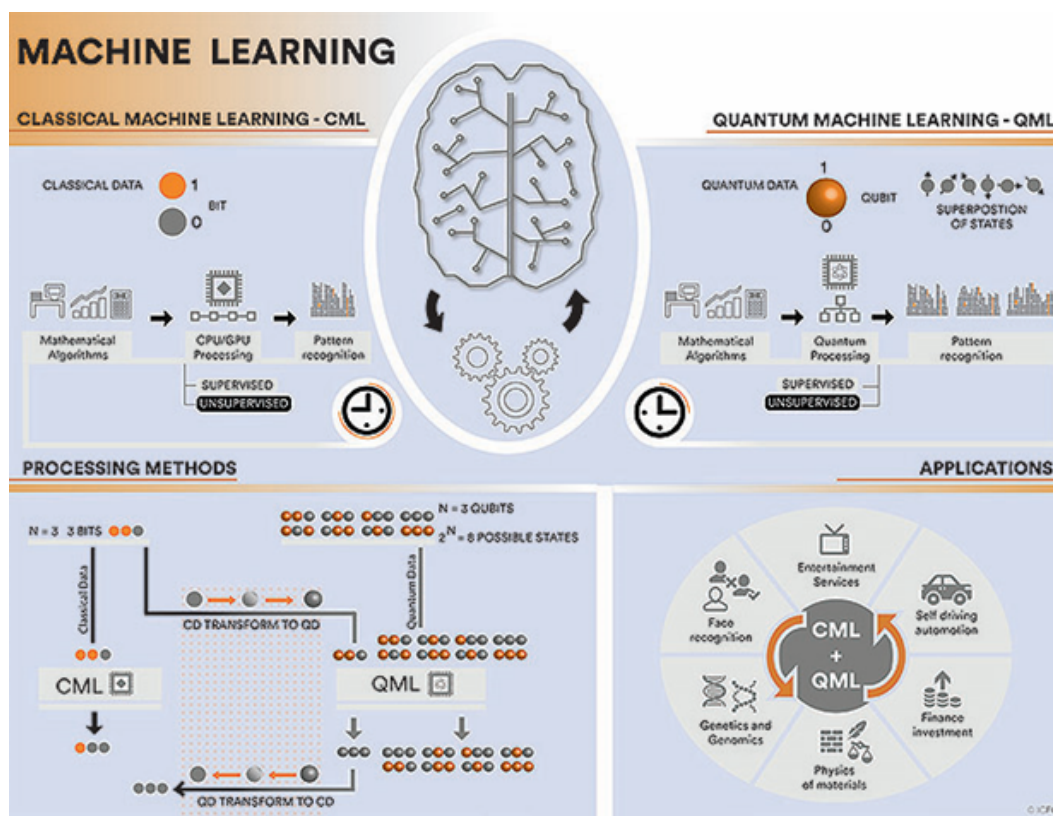 MACHINE LEARNING
CLASSICAL MACHINE LEARNING - CML
QUANTUM MACHINE LEARNING - QML
CLASSICAL DATA
1
BIT
0
Mathematical
Algorithms
CPU/GPU
Processing
Pattern
recognition
SUPERVISED
UNSUPERVISED
1
QUANTUM DATA
QUBIT
0
SUPERPOSTION
OF STATES
Mathematical
Algorithms
Quantum
Processing
Pattern
recognition
SUPERVISED
UNSUPERVISED
PROCESSING METHODS
N = 3 3 BITS
N = 3 QUBITS
2^N = 8 POSSIBLE STATES
Classical Data
Quantum Data
CD TRANSFORM TO QD
CML
QML
QD TRANSFORM TO CD
APPLICATIONS
Entertainment
Services
Self driving
automation
Finance
investment
Physics
of materials
Genetics and
Genomics
Face
recognition
CML
+
QML
© ICFO